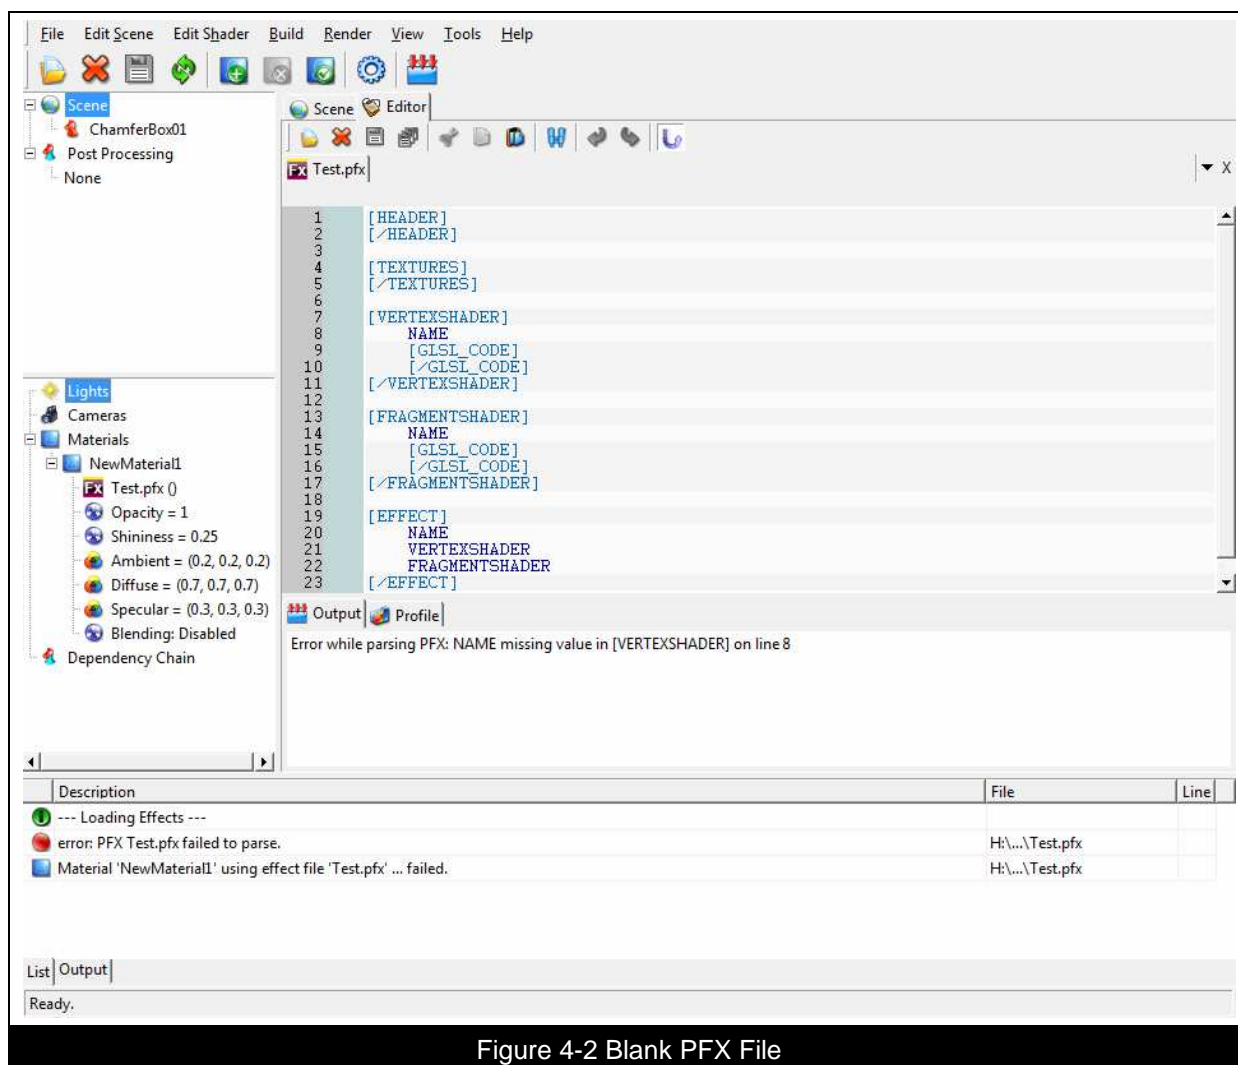 File Edit Scene Edit Shader Build Render View Tools Help
Scene
ChamferBox01
Post Processing
None
Lights
Cameras
Materials
NewMaterial1
FX Test.pfx ()
Opacity = 1
Shininess = 0.25
Ambient = (0.2, 0.2, 0.2)
Diffuse = (0.7, 0.7, 0.7)
Specular = (0.3, 0.3, 0.3)
Blending: Disabled
Dependency Chain
Scene Editor
FX Test.pfx X
1 [HEADER]
2 [/HEADER]
3
4 [TEXTURES]
5 [/TEXTURES]
6
7 [VERTEXSHADER]
8 NAME
9 [GLSL_CODE]
10 [/GLSL_CODE]
11 [/VERTEXSHADER]
12
13 [FRAGMENTSHADER]
14 NAME
15 [GLSL_CODE]
16 [/GLSL_CODE]
17 [/FRAGMENTSHADER]
18
19 [EFFECT]
20 NAME
21 VERTEXSHADER
22 FRAGMENTSHADER
23 [/EFFECT]
Output Profile
Error while parsing PFX: NAME missing value in [VERTEXSHADER] on line 8
Description File Line
--- Loading Effects ---
error: PFX Test.pfx failed to parse. H:\...\Test.pfx
Material 'NewMaterial1' using effect file 'Test.pfx' ... failed. H:\...\Test.pfx
List Output
Ready.
Figure 4-2 Blank PFX File